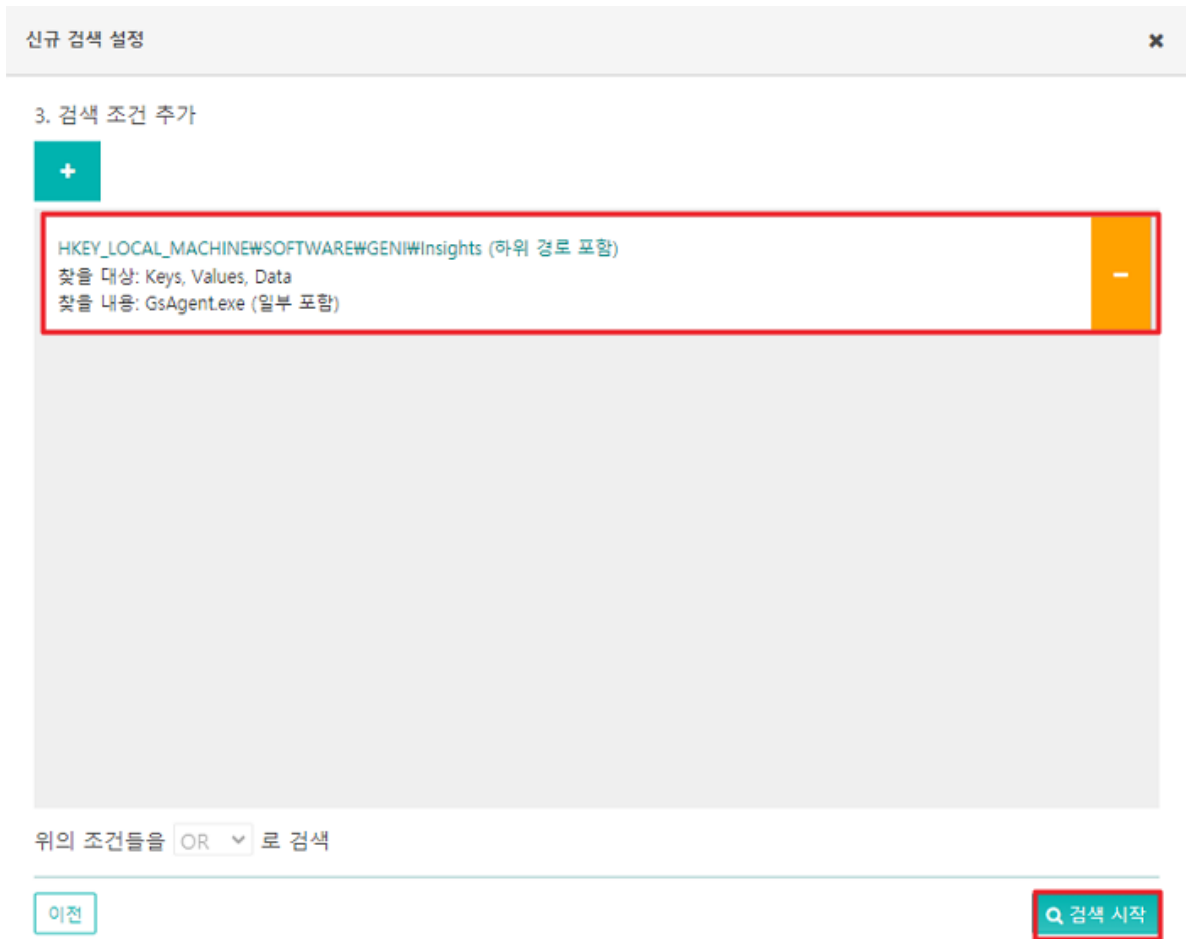 신규 검색 설정
3. 검색 조건 추가
HKEY_LOCAL_MACHINE₩SOFTWARE₩GENI₩Insights (하위 경로 포함)
찾을 대상: Keys, Values, Data
찾을 내용: GsAgent.exe (일부 포함)
위의 조건들을 OR 로 검색
이전
검색 시작